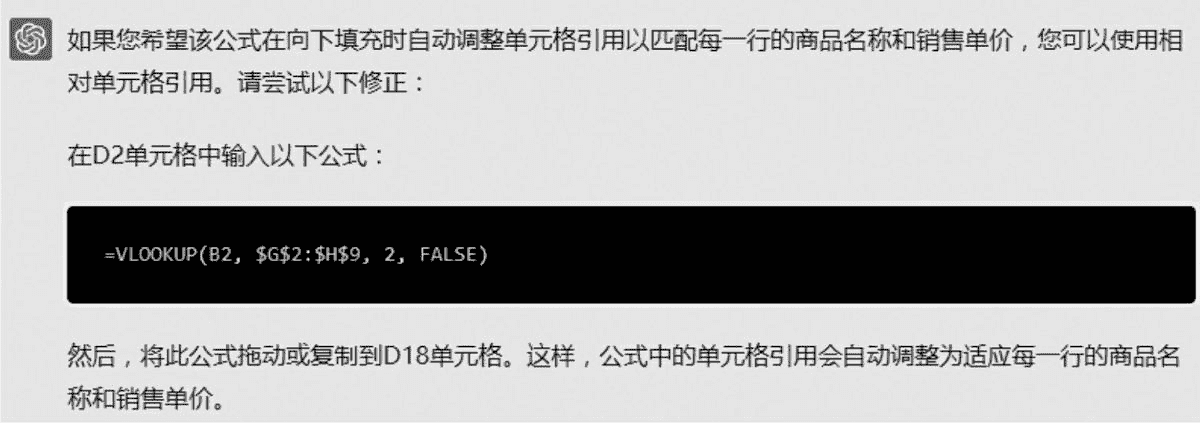 如果您希望该公式在向下填充时自动调整单元格引用以匹配每一行的商品名称和销售单价，您可以使用相
对单元格引用。请尝试以下修正：
在D2单元格中输入以下公式：
=VLOOKUP(B2, $G$2:$H$9, 2, FALSE)
然后，将此公式拖动或复制到D18单元格。这样，公式中的单元格引用会自动调整为适应每一行的商品名
称和销售单价。